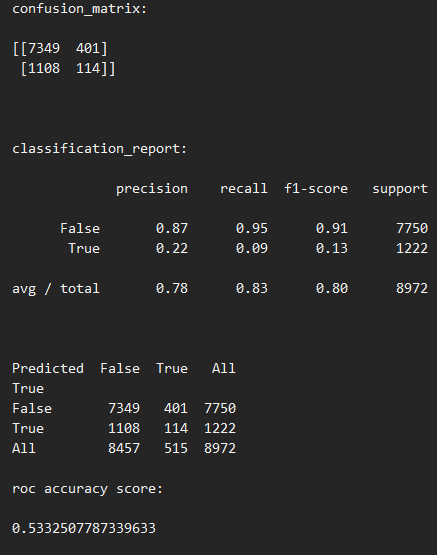 confusion_matrix:
[[7349  401]
 [1108  114]]
classification_report:
             precision    recall  f1-score   support
      False       0.87      0.95      0.91      7750
       True       0.22      0.09      0.13      1222
avg / total       0.78      0.83      0.80      8972
Predicted  False  True   All
True
False       7349   401  7750
True        1108   114  1222
All         8457   515  8972
roc accuracy score:
0.5332507787339633